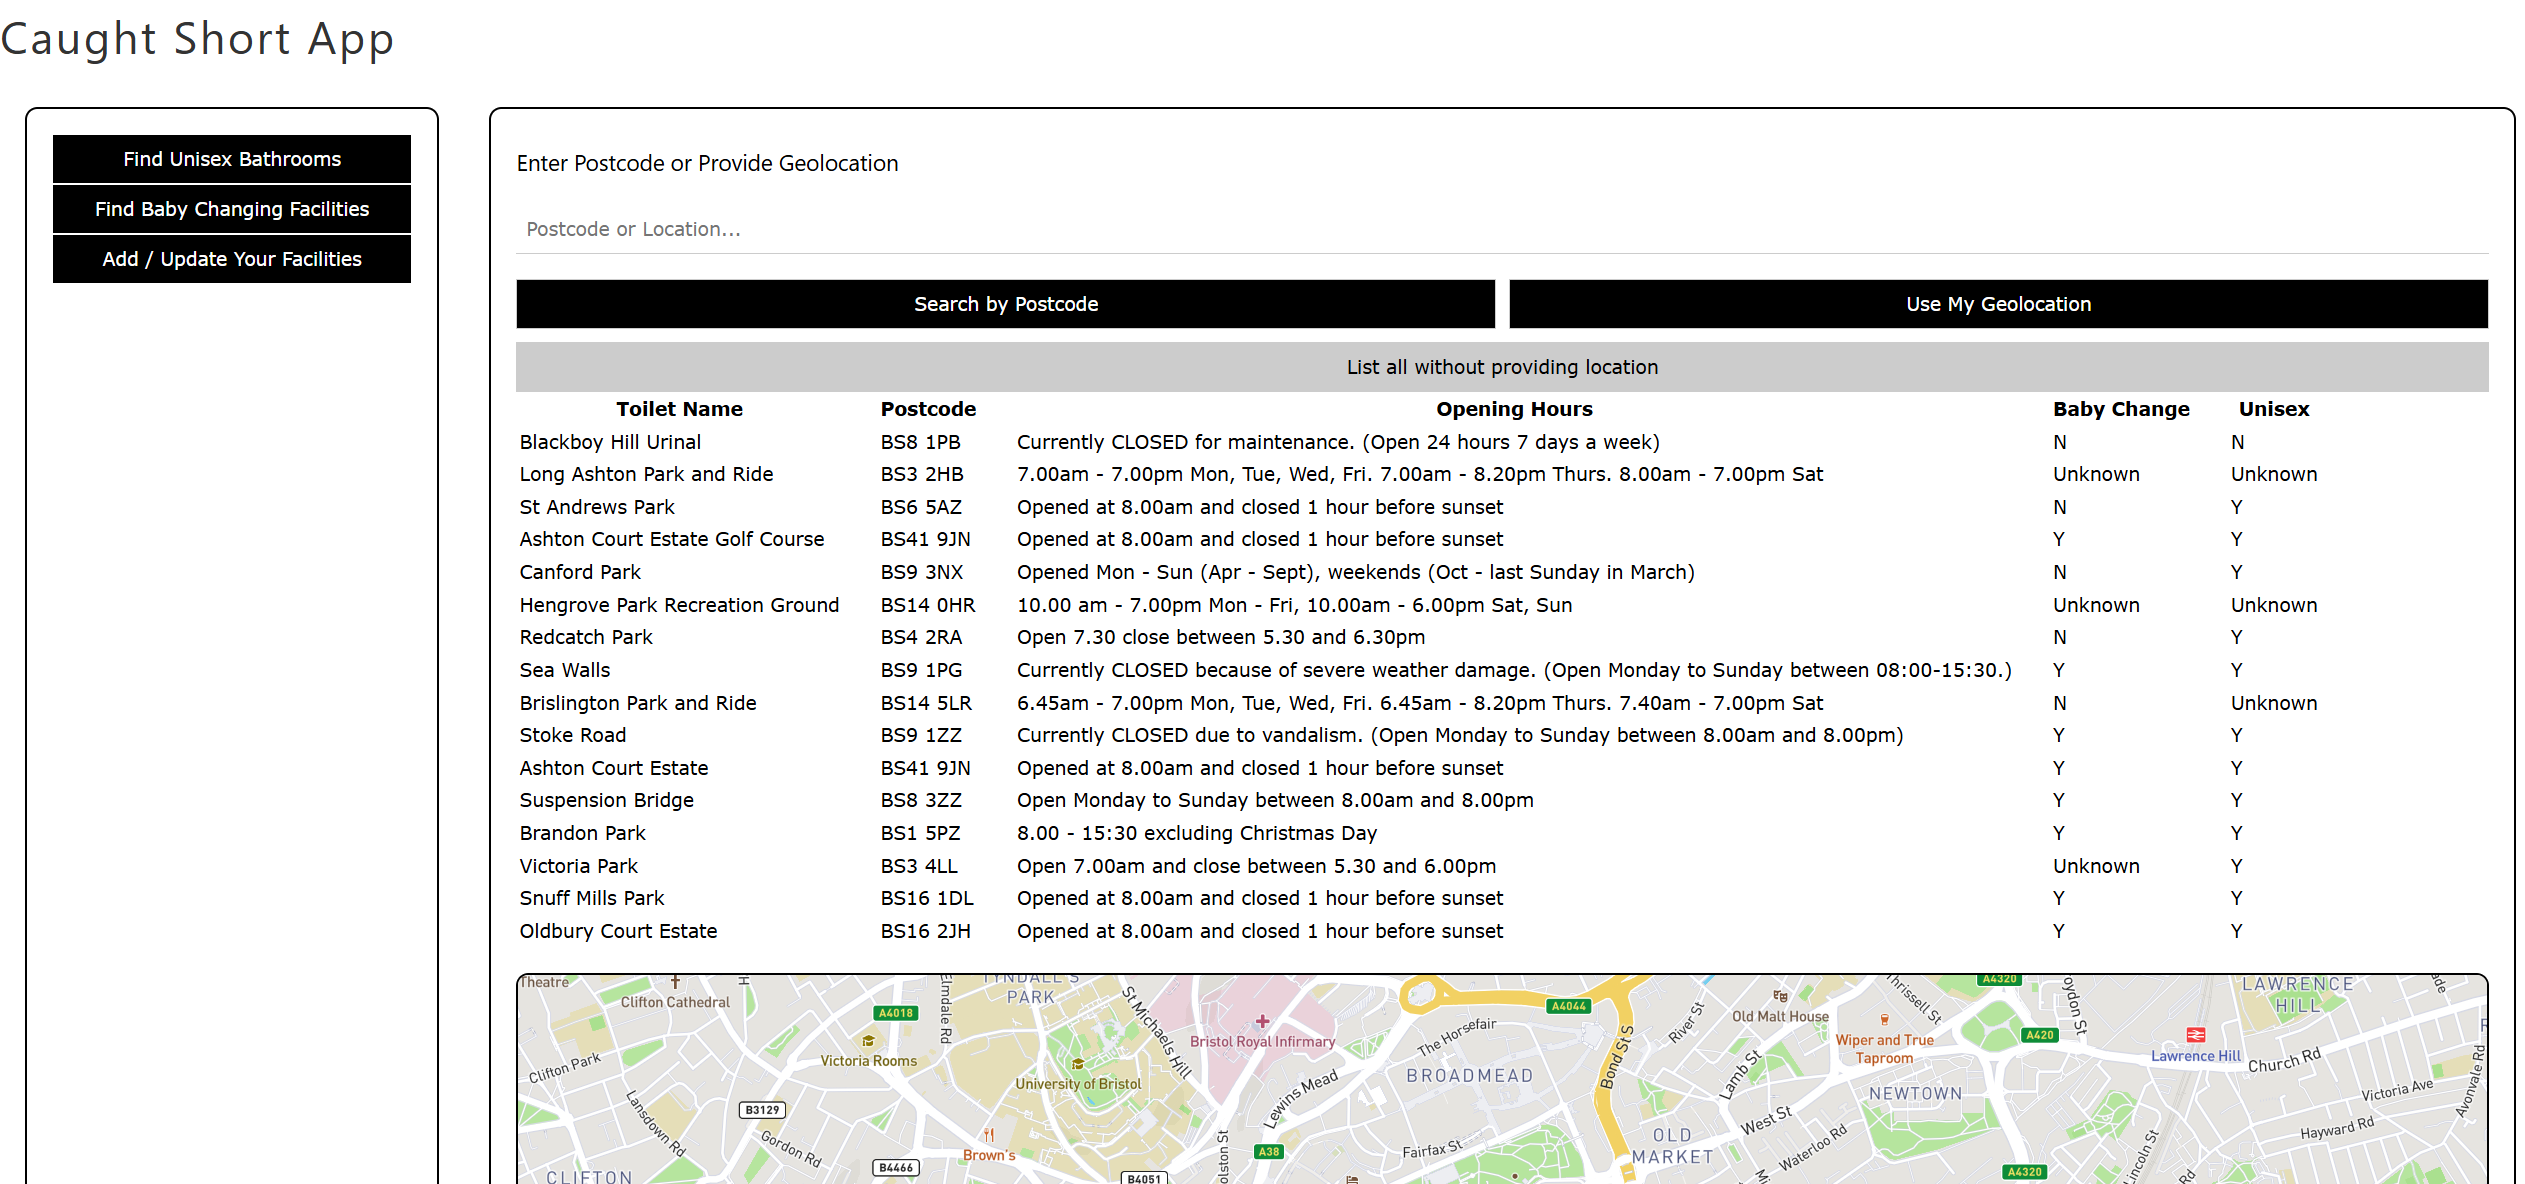 Caught Short App
Find Unisex Bathrooms
Find Baby Changing Facilities
Add / Update Your Facilities
Enter Postcode or Provide Geolocation
Postcode or Location...
Search by Postcode Use My Geolocation
List all without providing location
Toilet Name Postcode Opening Hours Baby Change Unisex
Blackboy Hill Urinal BS8 1PB Currently CLOSED for maintenance. (Open 24 hours 7 days a week) N N
Long Ashton Park and Ride BS3 2HB 7.00am - 7.00pm Mon, Tue, Wed, Fri. 7.00am - 8.20pm Thurs. 8.00am - 7.00pm Sat Unknown Unknown
St Andrews Park BS6 5AZ Opened at 8.00am and closed 1 hour before sunset N Y
Ashton Court Estate Golf Course BS41 9JN Opened at 8.00am and closed 1 hour before sunset Y Y
Canford Park BS9 3NX Opened Mon - Sun (Apr - Sept), weekends (Oct - last Sunday in March) N Y
Hengrove Park Recreation Ground BS14 0HR 10.00 am - 7.00pm Mon - Fri, 10.00am - 6.00pm Sat, Sun Unknown Unknown
Redcatch Park BS4 2RA Open 7.30 close between 5.30 and 6.30pm N Y
Sea Walls BS9 1PG Currently CLOSED because of severe weather damage. (Open Monday to Sunday between 08:00-15:30.) Y Y
Brislington Park and Ride BS14 5LR 6.45am - 7.00pm Mon, Tue, Wed, Fri. 6.45am - 8.20pm Thurs. 7.40am - 7.00pm Sat N Unknown
Stoke Road BS9 1ZZ Currently CLOSED due to vandalism. (Open Monday to Sunday between 8.00am and 8.00pm) Y Y
Ashton Court Estate BS41 9JN Opened at 8.00am and closed 1 hour before sunset Y Y
Suspension Bridge BS8 3ZZ Open Monday to Sunday between 8.00am and 8.00pm Y Y
Brandon Park BS1 5PZ 8.00 - 15:30 excluding Christmas Day Y Y
Victoria Park BS3 4LL Open 7.00am and close between 5.30 and 6.00pm Unknown Y
Snuff Mills Park BS16 1DL Opened at 8.00am and closed 1 hour before sunset Y Y
Oldbury Court Estate BS16 2JH Opened at 8.00am and closed 1 hour before sunset Y Y
Theatre
Clifton Cathedral
Elmdale Rd
TYNDALL'S
PARK
St Michaels Hill
A4018
Victoria Rooms
University of Bristol
Bristol Royal Infirmary
Clifton Park
Lansdown Rd
B3129
Gordon Rd
Brown's
B4466
B4051
CLIFTON
Lewins Mead
A38
The Horsefair
BROADMEAD
Fairfax St
A4044
Bond St S
River St
Old Malt House
Thrissell St
Wiper and True
Taproom
Lamb St
West St
Waterloo Rd
OLD
MARKET
NEWTOWN
A4320
A420
A4320
LAWRENCE
HILL
Lawrence Hill
Church Rd
Victoria Ave
Avonvale Rd
Hayward Rd